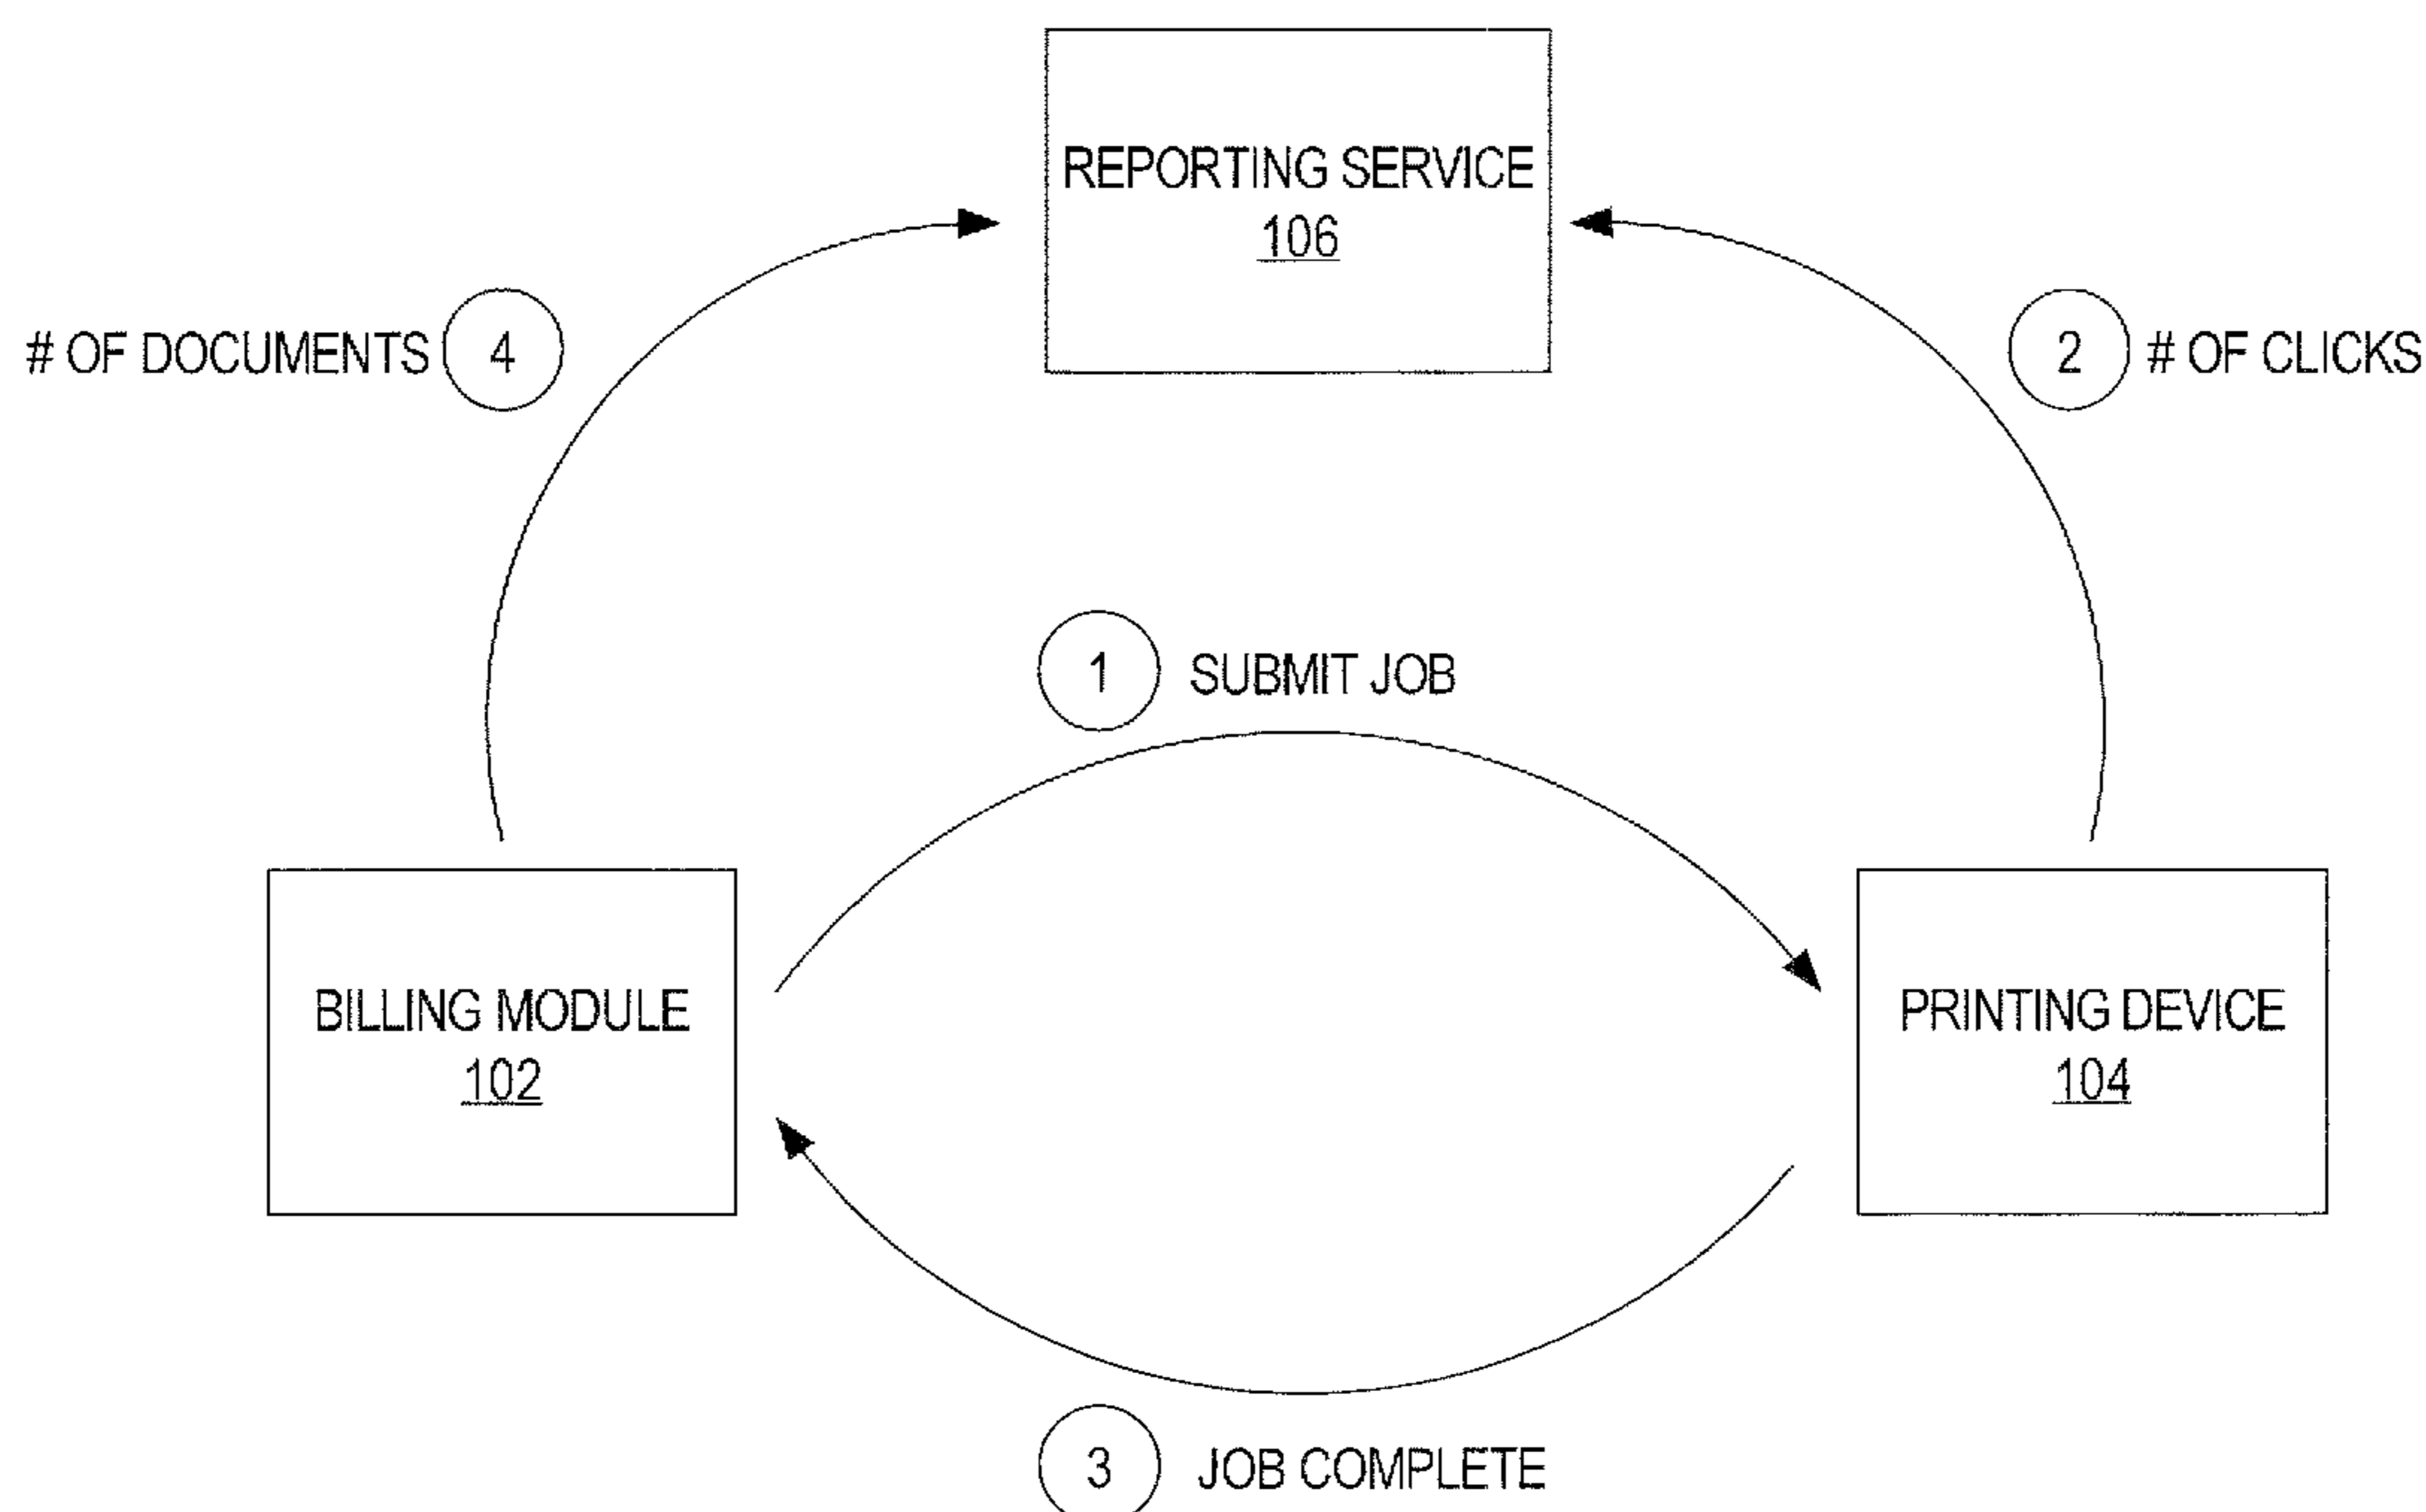 REPORTING SERVICE
106
# OF DOCUMENTS 4
2 # OF CLICKS
1 SUBMIT JOB
BILLING MODULE
102
PRINTING DEVICE
104
3 JOB COMPLETE